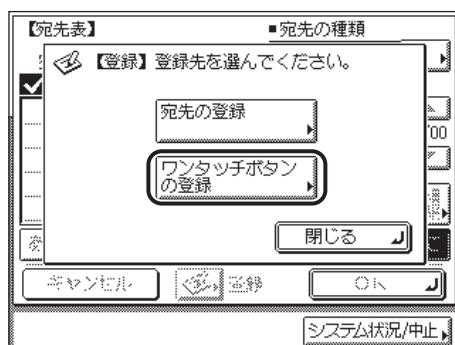 【宛先表】 ■宛先の種類
【登録】登録先を選んでください。
宛先の登録
'00
ワンタッチボタン
の登録
閉じる
キャンセル 登録 OK
システム状況/中止